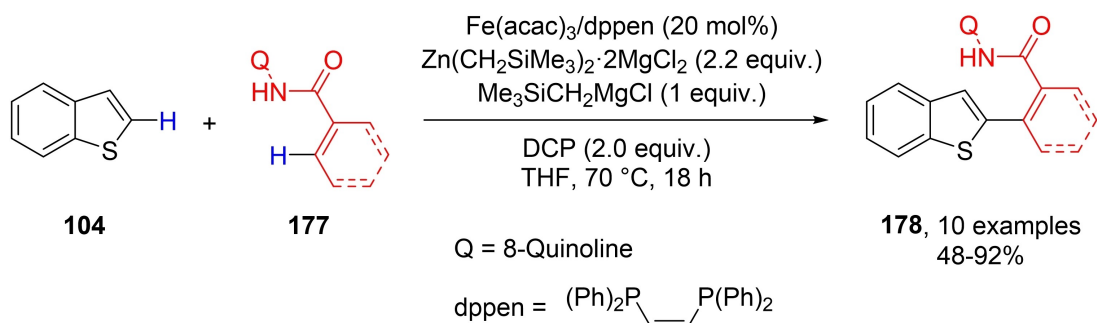 Fe(acac)₃/dppen (20 mol%)
Zn(CH₂SiMe₃)₂·2MgCl₂ (2.2 equiv.)
Me₃SiCH₂MgCl (1 equiv.)
DCP (2.0 equiv.)
THF, 70 °C, 18 h
S
H
+
Q
HN
O
H
Q
HN
O
S
104
177
178, 10 examples
48-92%
Q = 8-Quinoline
dppen = (Ph)₂P P(Ph)₂